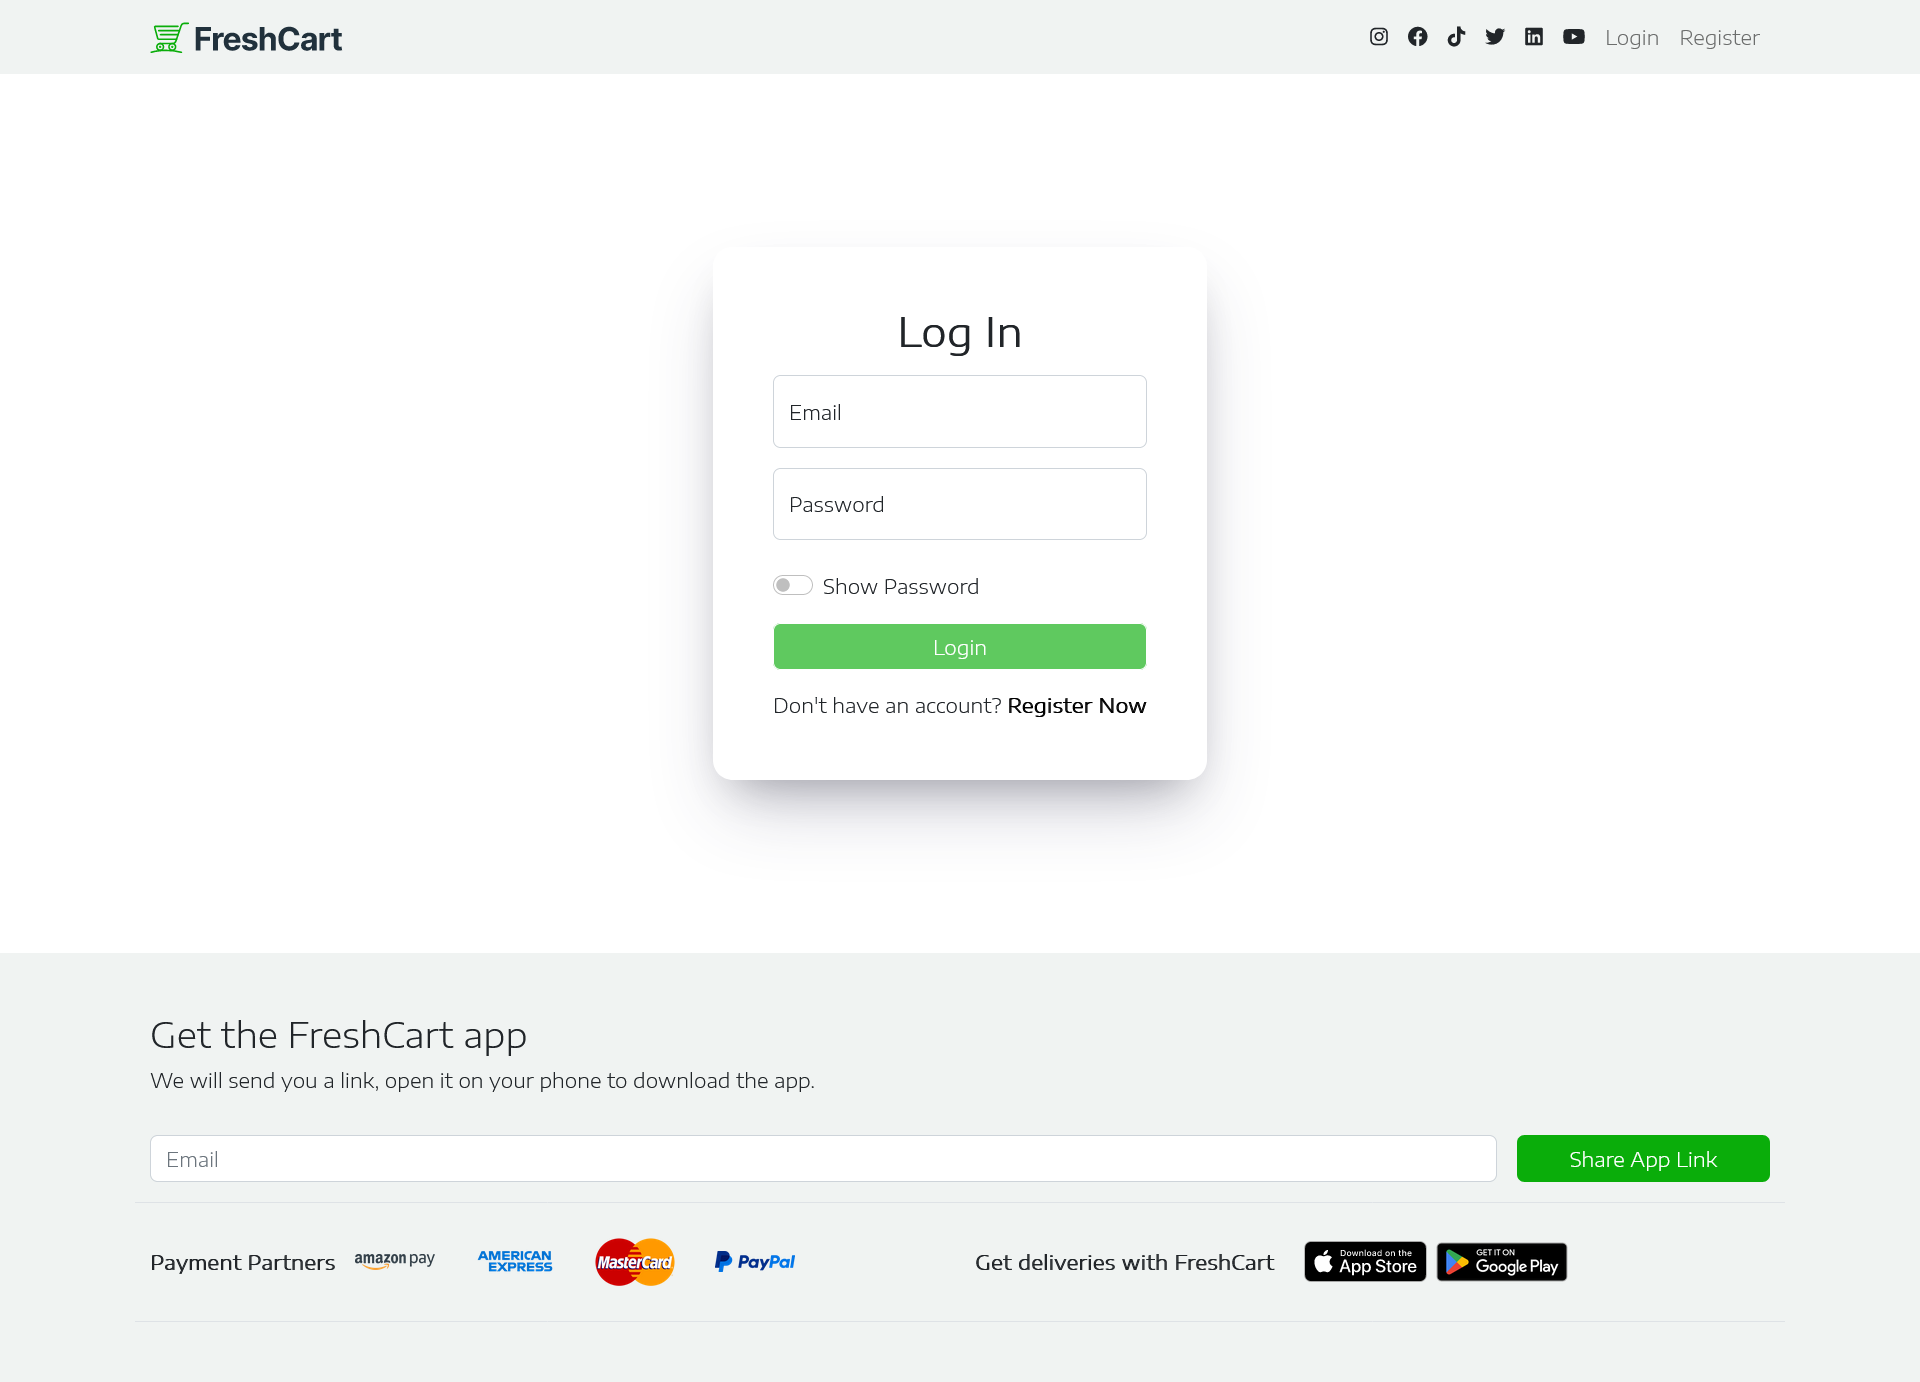 FreshCart
Login
Register
Log In
Email
Password
Show Password
Login
Don't have an account? Register Now
Get the FreshCart app
We will send you a link, open it on your phone to download the app.
Email
Share App Link
Payment Partners
amazon pay
AMERICAN
EXPRESS
MasterCard
PayPal
Get deliveries with FreshCart
Download on the
App Store
GET IT ON
Google Play